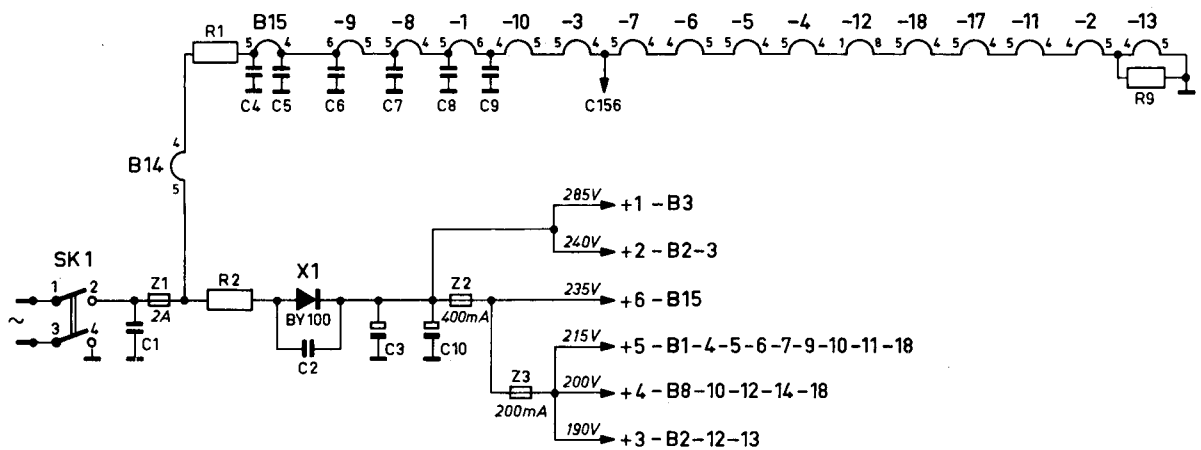 B15 -9 -8 -1 -10 -3 -7 -6 -5 -4 -12 -18 -17 -11 -2 -13
R1
5 4 6 5 5 4 5 6 4 5 5 4 5 4 4 5 4 5 5 4 1 8 4 5 4 5 4 5 4 5 4 5
C4 C5 C6 C7 C8 C9 C156 R9
4
B14
5
285V +1-B3
240V +2-B2-3
SK1
1 2
Z1
2A
R2
X1
BY100
Z2
400mA
235V +6-B15
~
3 4
C1
C2
C3
C10
215V +5-B1-4-5-6-7-9-10-11-18
Z3
200mA
200V +4-B8-10-12-14-18
190V +3-B2-12-13